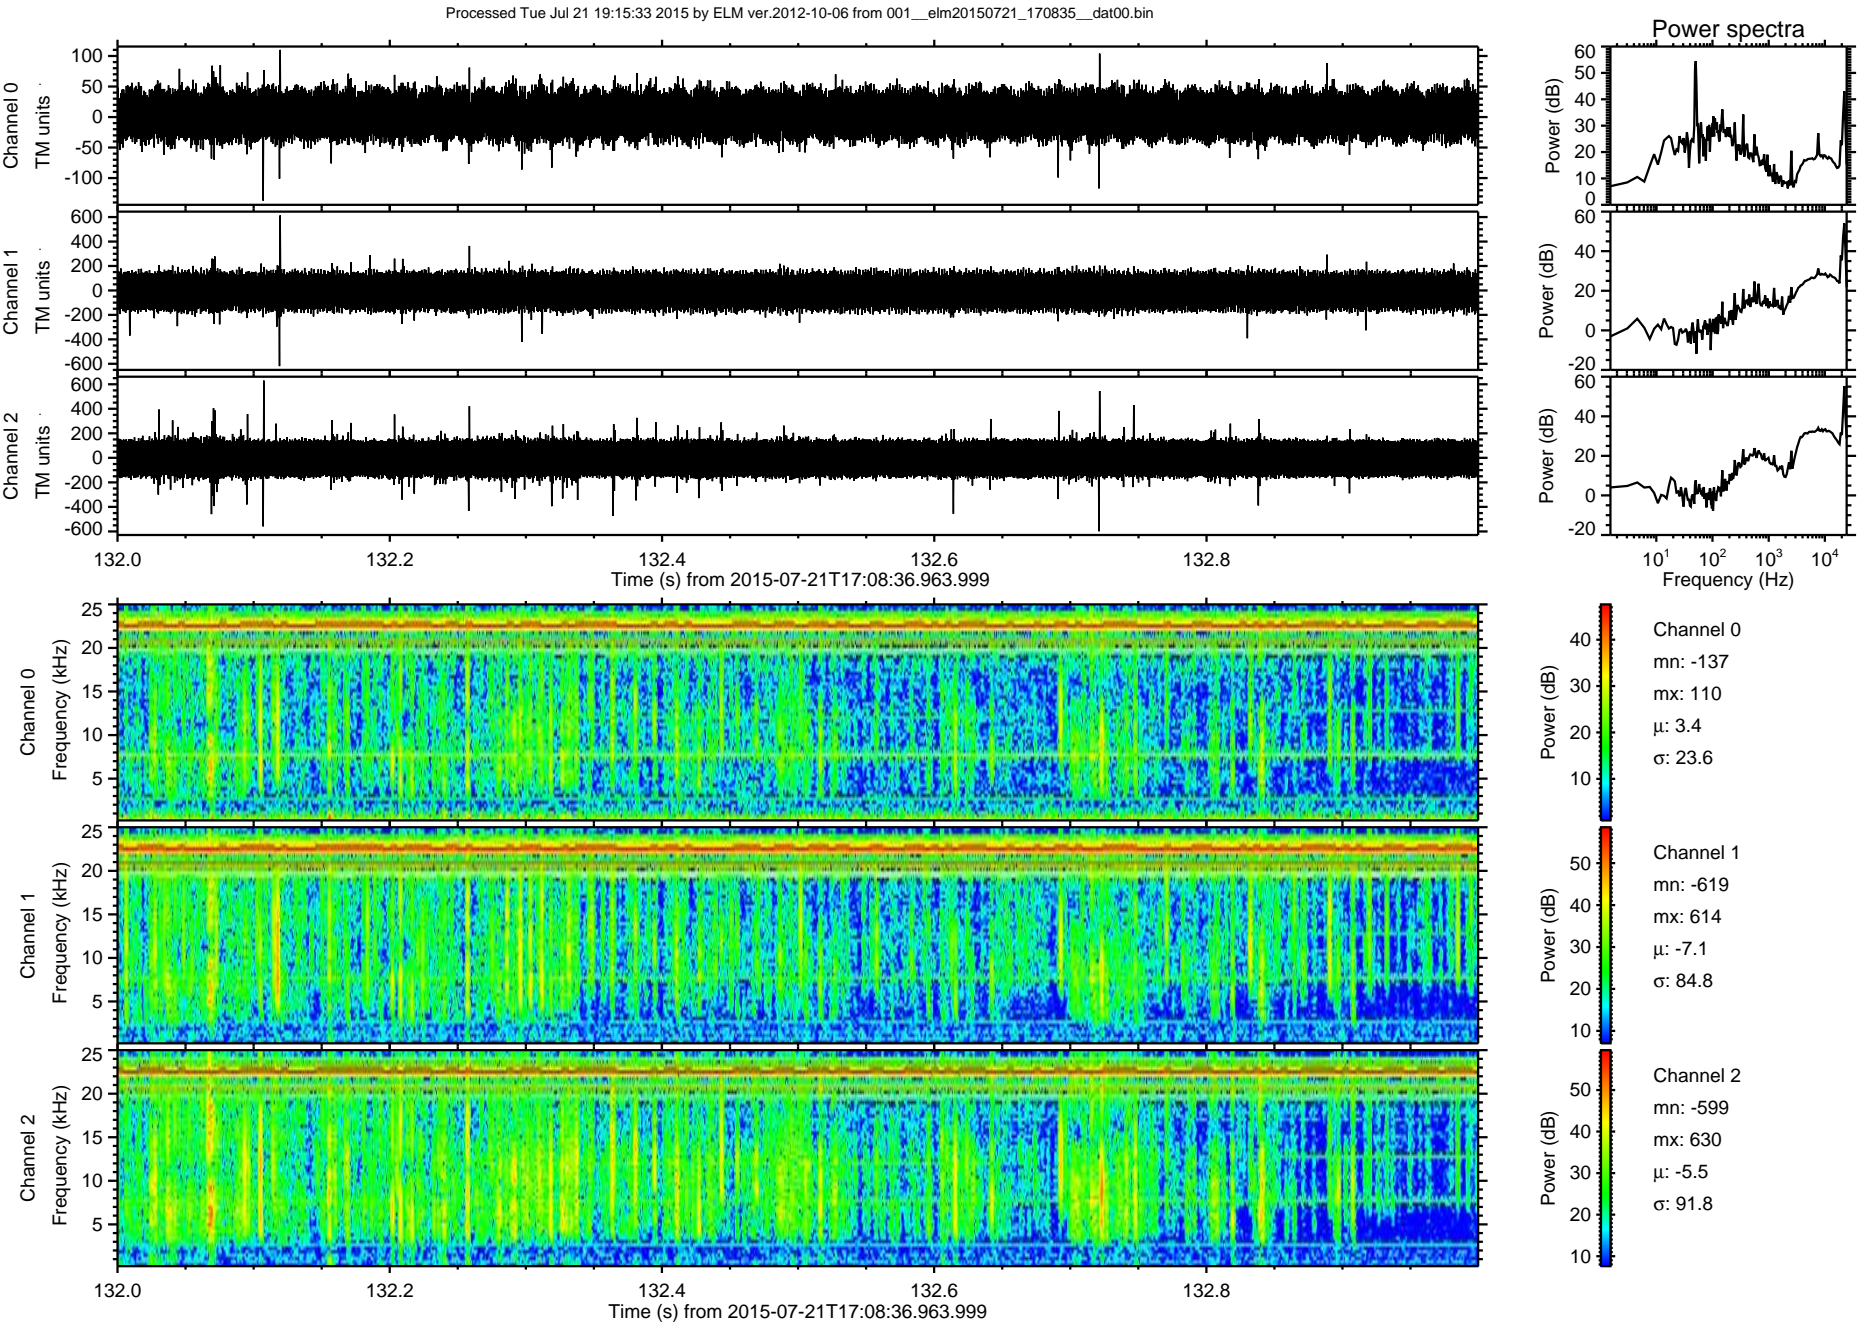 Processed Tue Jul 21 19:15:33 2015 by ELM ver.2012-10-06 from 001__elm20150721_170835__dat00.bin
Power spectra
Channel 0
TM units
100
50
0
-50
-100
Power (dB)
60
50
40
30
20
10
0
Channel 1
TM units
600
400
200
0
-200
-400
-600
Power (dB)
60
40
20
0
-20
Channel 2
TM units
600
400
200
0
-200
-400
-600
Power (dB)
60
40
20
0
-20
132.0 132.2 132.4 132.6 132.8
Time (s) from 2015-07-21T17:08:36.963.999
10¹ 10² 10³ 10⁴
Frequency (Hz)
Channel 0
Frequency (kHz)
25
20
15
10
5
Power (dB)
40
30
20
10
Channel 0
mn: -137
mx: 110
μ: 3.4
σ: 23.6
Channel 1
Frequency (kHz)
25
20
15
10
5
Power (dB)
50
40
30
20
10
Channel 1
mn: -619
mx: 614
μ: -7.1
σ: 84.8
Channel 2
Frequency (kHz)
25
20
15
10
5
Power (dB)
50
40
30
20
10
Channel 2
mn: -599
mx: 630
μ: -5.5
σ: 91.8
132.0 132.2 132.4 132.6 132.8
Time (s) from 2015-07-21T17:08:36.963.999